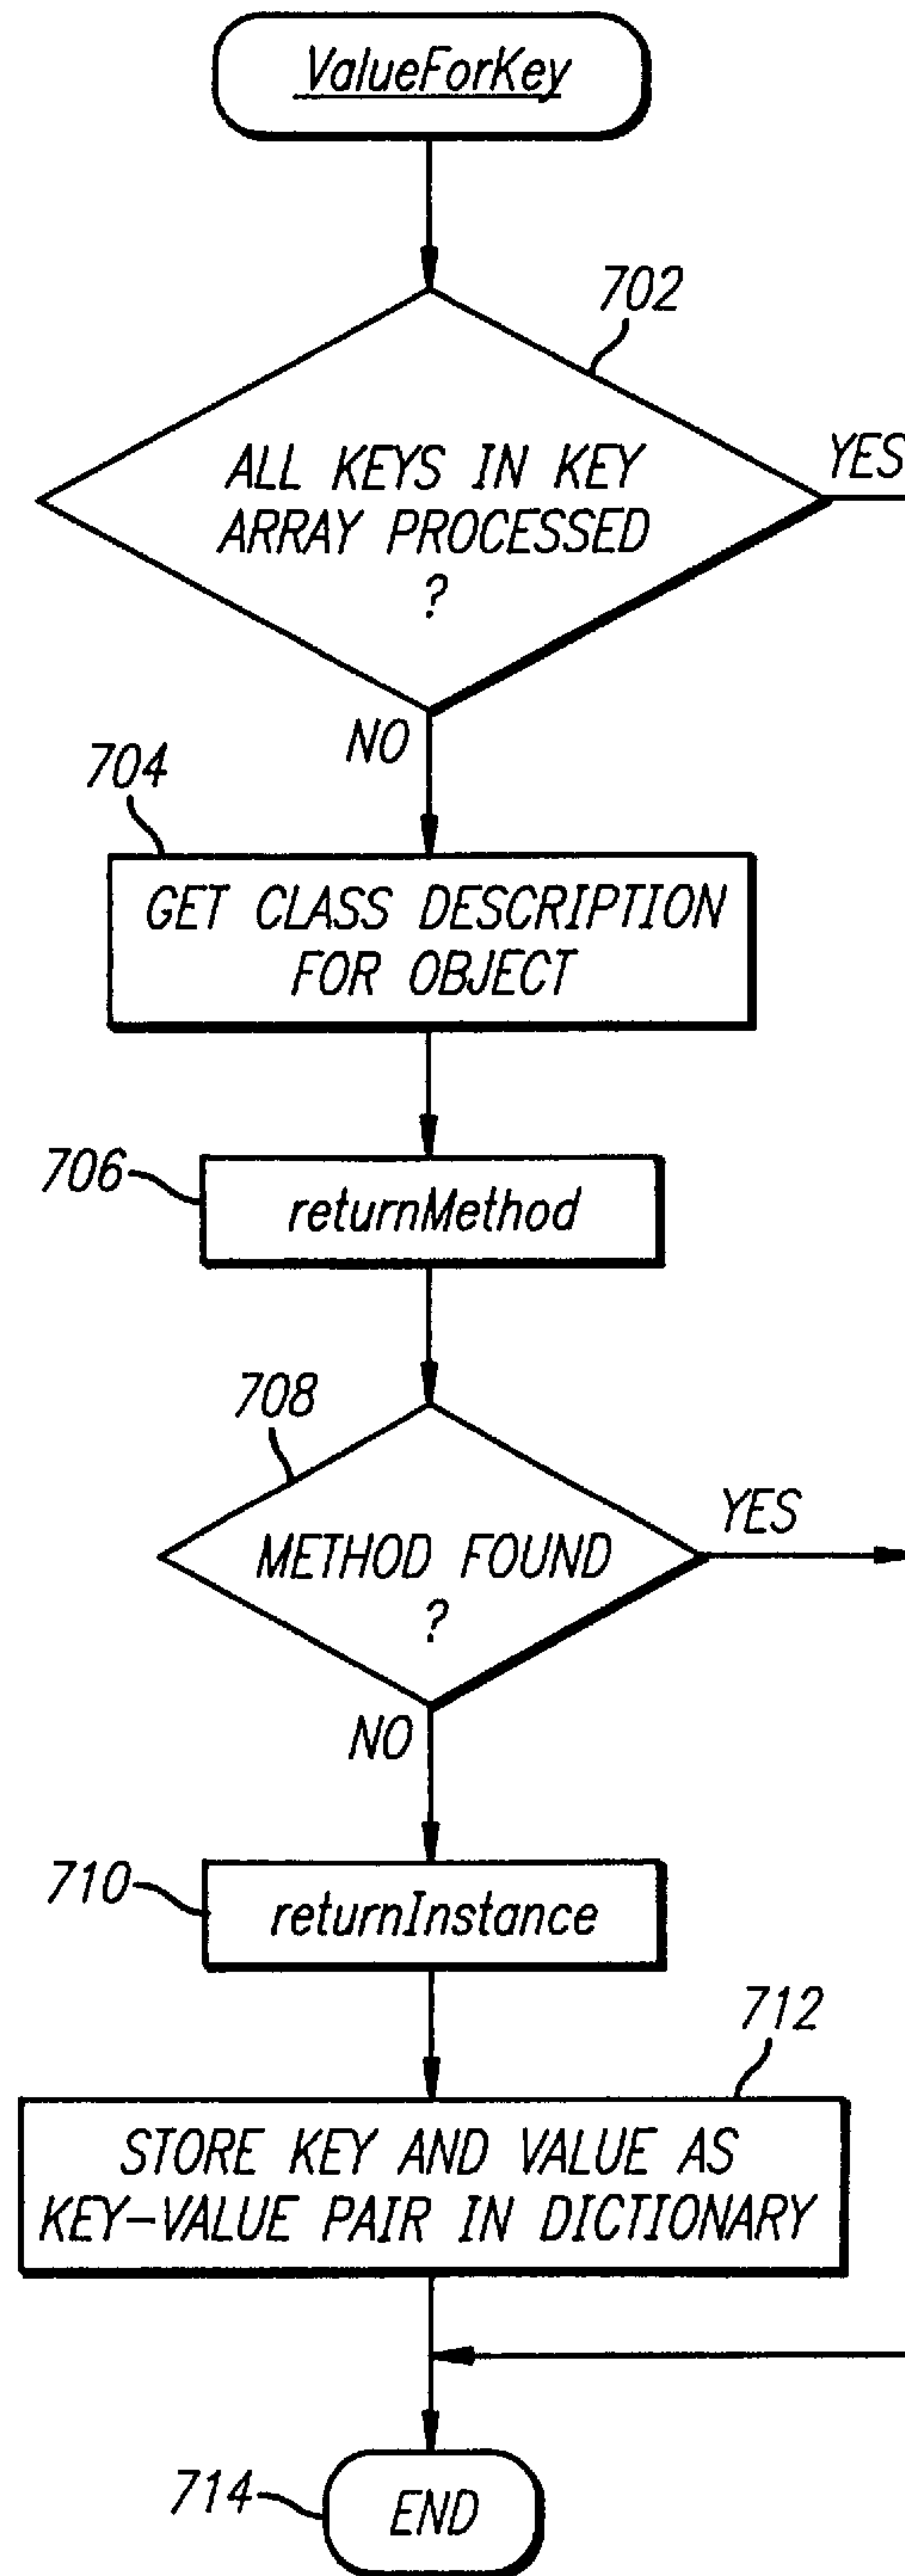 ValueForKey
702
ALL KEYS IN KEY
ARRAY PROCESSED
?
YES
NO
704
GET CLASS DESCRIPTION
FOR OBJECT
706
returnMethod
708
METHOD FOUND
?
YES
NO
710
returnInstance
712
STORE KEY AND VALUE AS
KEY-VALUE PAIR IN DICTIONARY
714
END